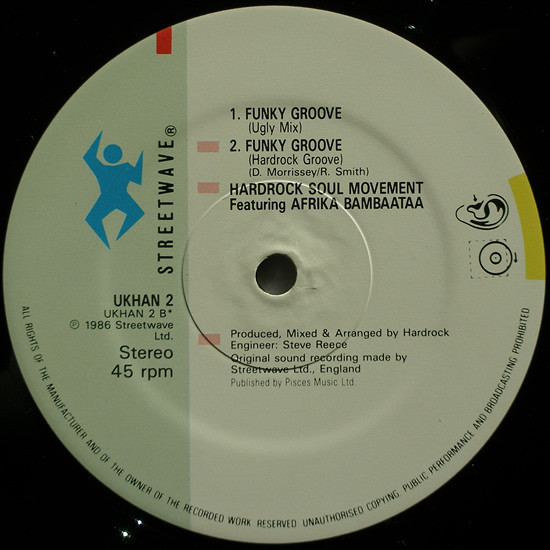 1. FUNKY GROOVE
(Ugly Mix)
2. FUNKY GROOVE
(Hardrock Groove)
(D. Morrissey/R. Smith)
HARDROCK SOUL MOVEMENT
Featuring AFRIKA BAMBAATAA
STREETWAVE®
UKHAN 2
UKHAN 2 B*
℗ 1986 Streetwave
Ltd.
Stereo
45 rpm
Produced, Mixed & Arranged by Hardrock
Engineer: Steve Reece
Original sound recording made by
Streetwave Ltd., England
Published by Pisces Music Ltd.
ALL RIGHTS OF THE MANUFACTURER AND OF THE OWNER OF THE RECORDED WORK RESERVED UNAUTHORISED COPYING PUBLIC PERFORMANCE AND BROADCASTING PROHIBITED